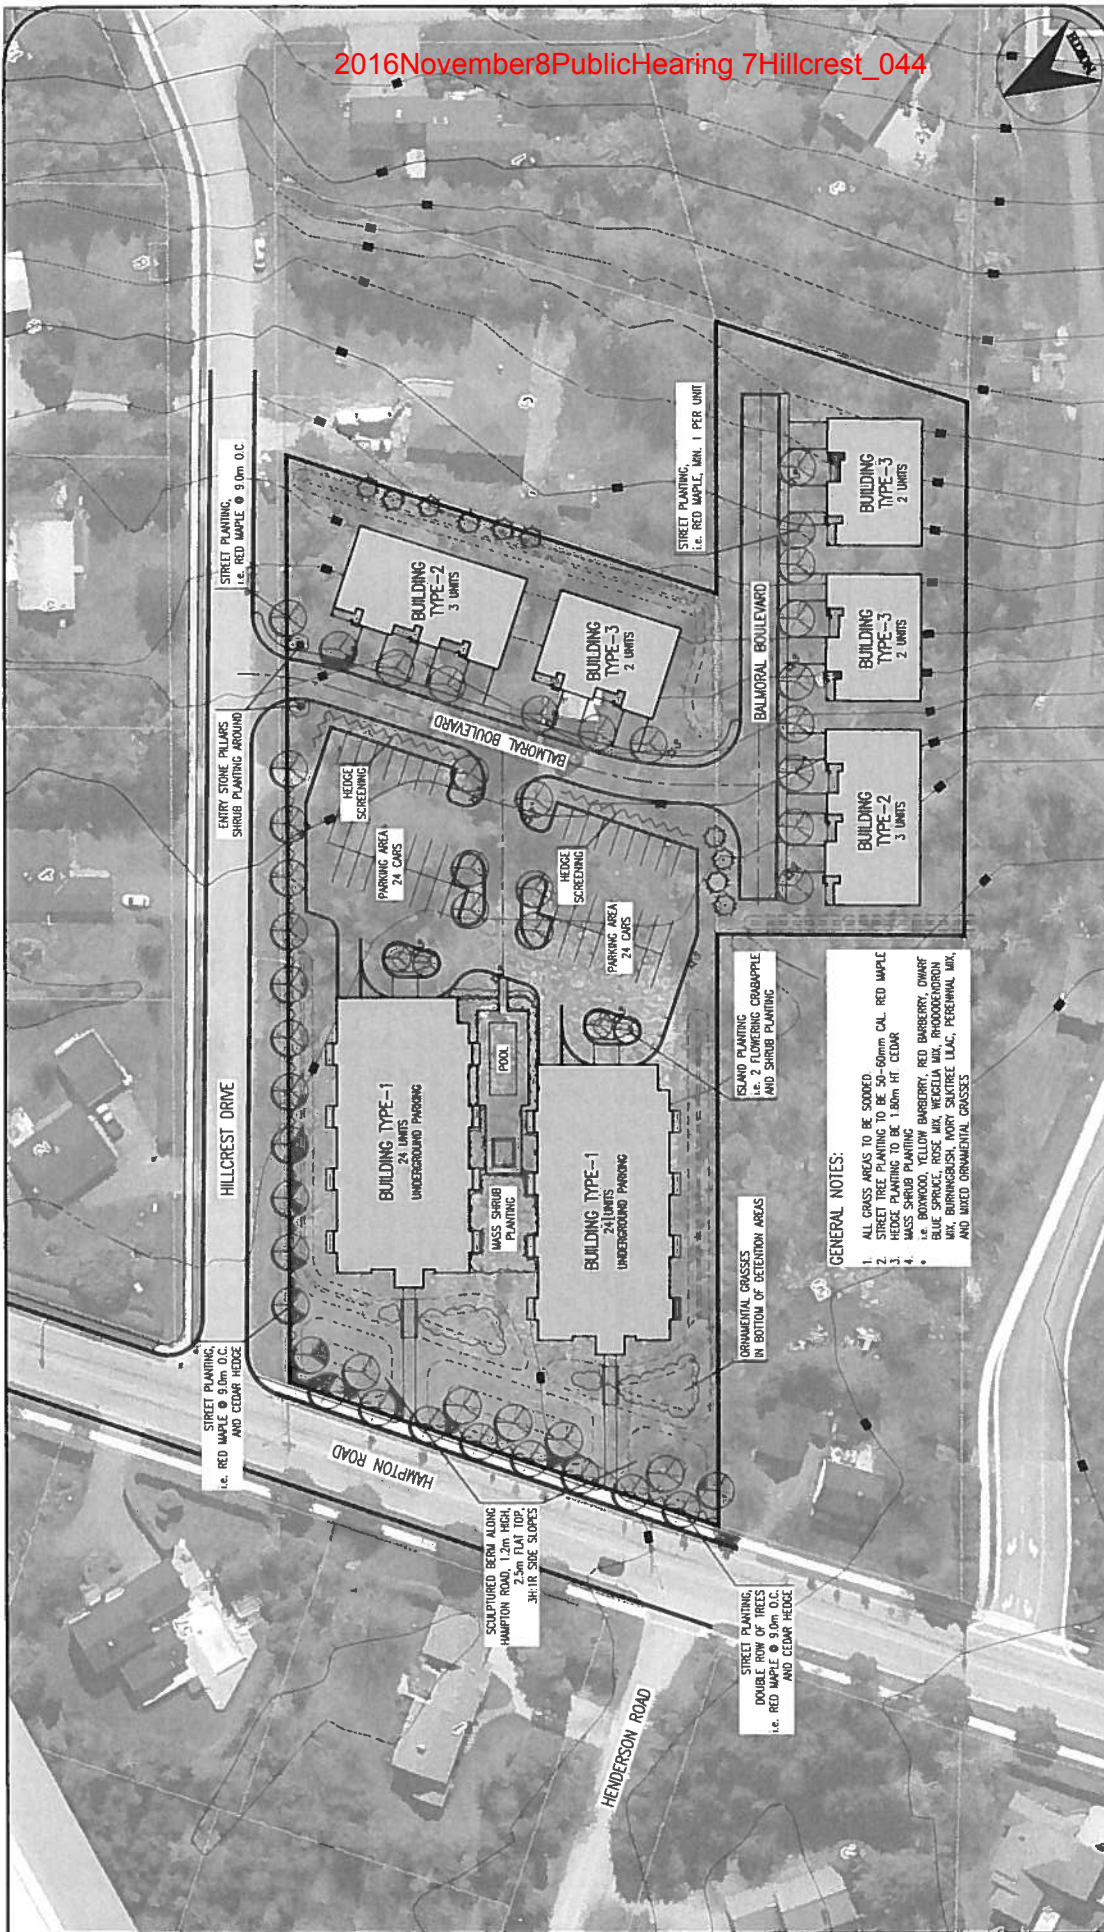 2016November8PublicHearing 7Hillcrest_044
STREET PLANTING,
i.e. RED MAPLE @ 9.0m O.C.
ENTRY STONE PILLARS
SHRUB PLANTING AROUND
HILLCREST DRIVE
STREET PLANTING,
i.e. RED MAPLE @ 9.0m O.C.
AND CEDAR HEDGE
HAMPTON ROAD
BUILDING
TYPE-2
3 UNITS
BUILDING
TYPE-3
2 UNITS
BALMORAL BOULEVARD
HEDGE
SCREENING
PARKING AREA
24 CARS
HEDGE
SCREENING
PARKING AREA
24 CARS
BUILDING TYPE-1
24 UNITS
UNDERGROUND PARKING
POOL
MASS SHRUB
PLANTING
BUILDING TYPE-1
24 UNITS
UNDERGROUND PARKING
STREET PLANTING,
i.e. RED MAPLE, MIN. 1 PER UNIT
BALMORAL BOULEVARD
BUILDING
TYPE-3
2 UNITS
BUILDING
TYPE-3
2 UNITS
BUILDING
TYPE-2
3 UNITS
ISLAND PLANTING
i.e. 2 FLOWERING CRABAPPLE
AND SHRUB PLANTING
ORNAMENTAL GRASSES
IN BOTTOM OF DETENTION AREAS
SCULPTURED BERM ALONG
HAMPTON ROAD, 1.2m HIGH,
2.5m FLAT TOP,
3H:1R SIDE SLOPES
STREET PLANTING,
DOUBLE ROW OF TREES
i.e. RED MAPLE @ 9.0m O.C.
AND CEDAR HEDGE
HENDERSON ROAD
GENERAL NOTES:
1. ALL GRASS AREAS TO BE SODDED.
2. STREET TREE PLANTING TO BE 50-60mm CAL. RED MAPLE
3. HEDGE PLANTING TO BE 1.80m HT. CEDAR
4. MASS SHRUB PLANTING
• i.e. BOXWOOD, YELLOW BARBERRY, RED BARBERRY, DWARF
BLUE SPRUCE, ROSE MIX, WEIGELIA MIX, RHODODENDRON
MIX, BURNINGBUSH, IVORY SILKTREE LILAC, PERENNIAL MIX,
AND MIXED ORNAMENTAL GRASSES